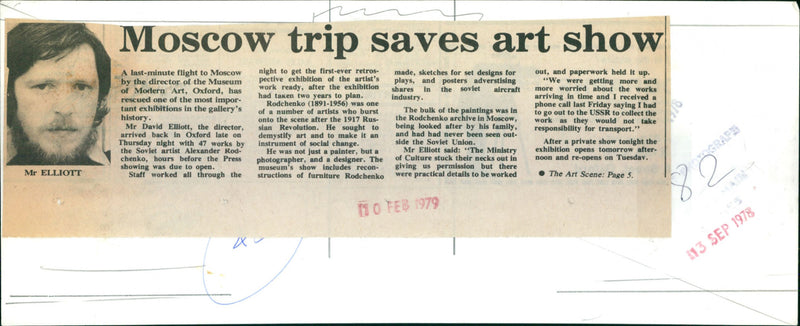 Moscow trip saves art show
Mr ELLIOTT
A last-minute flight to Moscow
by the director of the Museum
of Modern Art, Oxford, has
rescued one of the most impor-
tant exhibitions in the gallery's
history.
Mr David Elliott, the director,
arrived back in Oxford late on
Thursday night with 47 works by
the Soviet artist Alexander Rod-
chenko, hours before the Press
showing was due to open.
Staff worked all through the
night to get the first-ever retros-
pective exhibition of the artist's
work ready, after the exhibition
had taken two years to plan.
Rodchenko (1891-1956) was one
of a number of artists who burst
onto the scene after the 1917 Rus-
sian Revolution. He sought to
demystify art and to make it an
instrument of social change.
He was not just a painter, but a
photographer, and a designer. The
museum's show includes recon-
structions of furniture Rodchenko
made, sketches for set designs for
plays, and posters advertising
shares in the soviet aircraft
industry.
The bulk of the paintings was in
the Rodchenko archive in Moscow,
being looked after by his family,
and had had never been seen out-
side the Soviet Union.
Mr Elliott said: "The Ministry
of Culture stuck their necks out in
giving us permission but there
were practical details to be worked
out, and paperwork held it up.
"We were getting more and
more worried about the works
arriving in time and I received a
phone call last Friday saying I had
to go out to the USSR to collect the
work as they would not take
responsibility for transport."
After a private show tonight the
exhibition opens tomorrow after-
noon and re-opens on Tuesday.
● The Art Scene: Page 5.
10 FEB 1979
82
13 SEP 1978